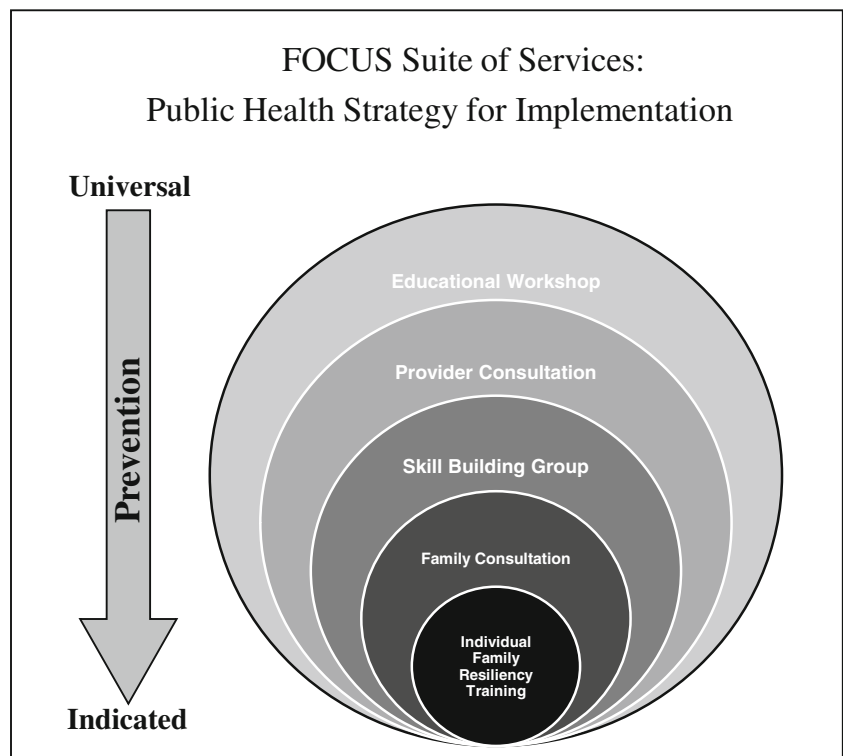 FOCUS Suite of Services:
Public Health Strategy for Implementation
Universal
Prevention
Indicated
Educational Workshop
Provider Consultation
Skill Building Group
Family Consultation
Individual
Family
Resiliency
Training